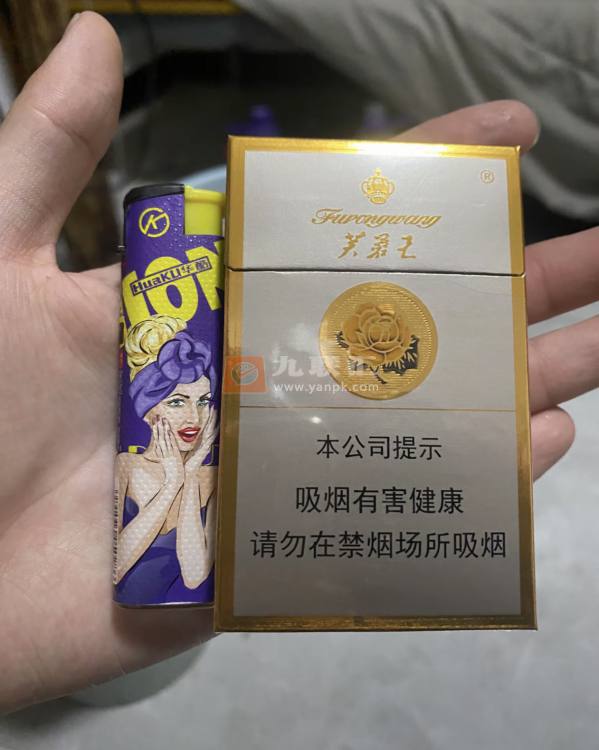 Furongwang
®
芙蓉王
ION
HuaKU华酷
九联
www.yanpk.com
本公司提示
吸烟有害健康
请勿在禁烟场所吸烟